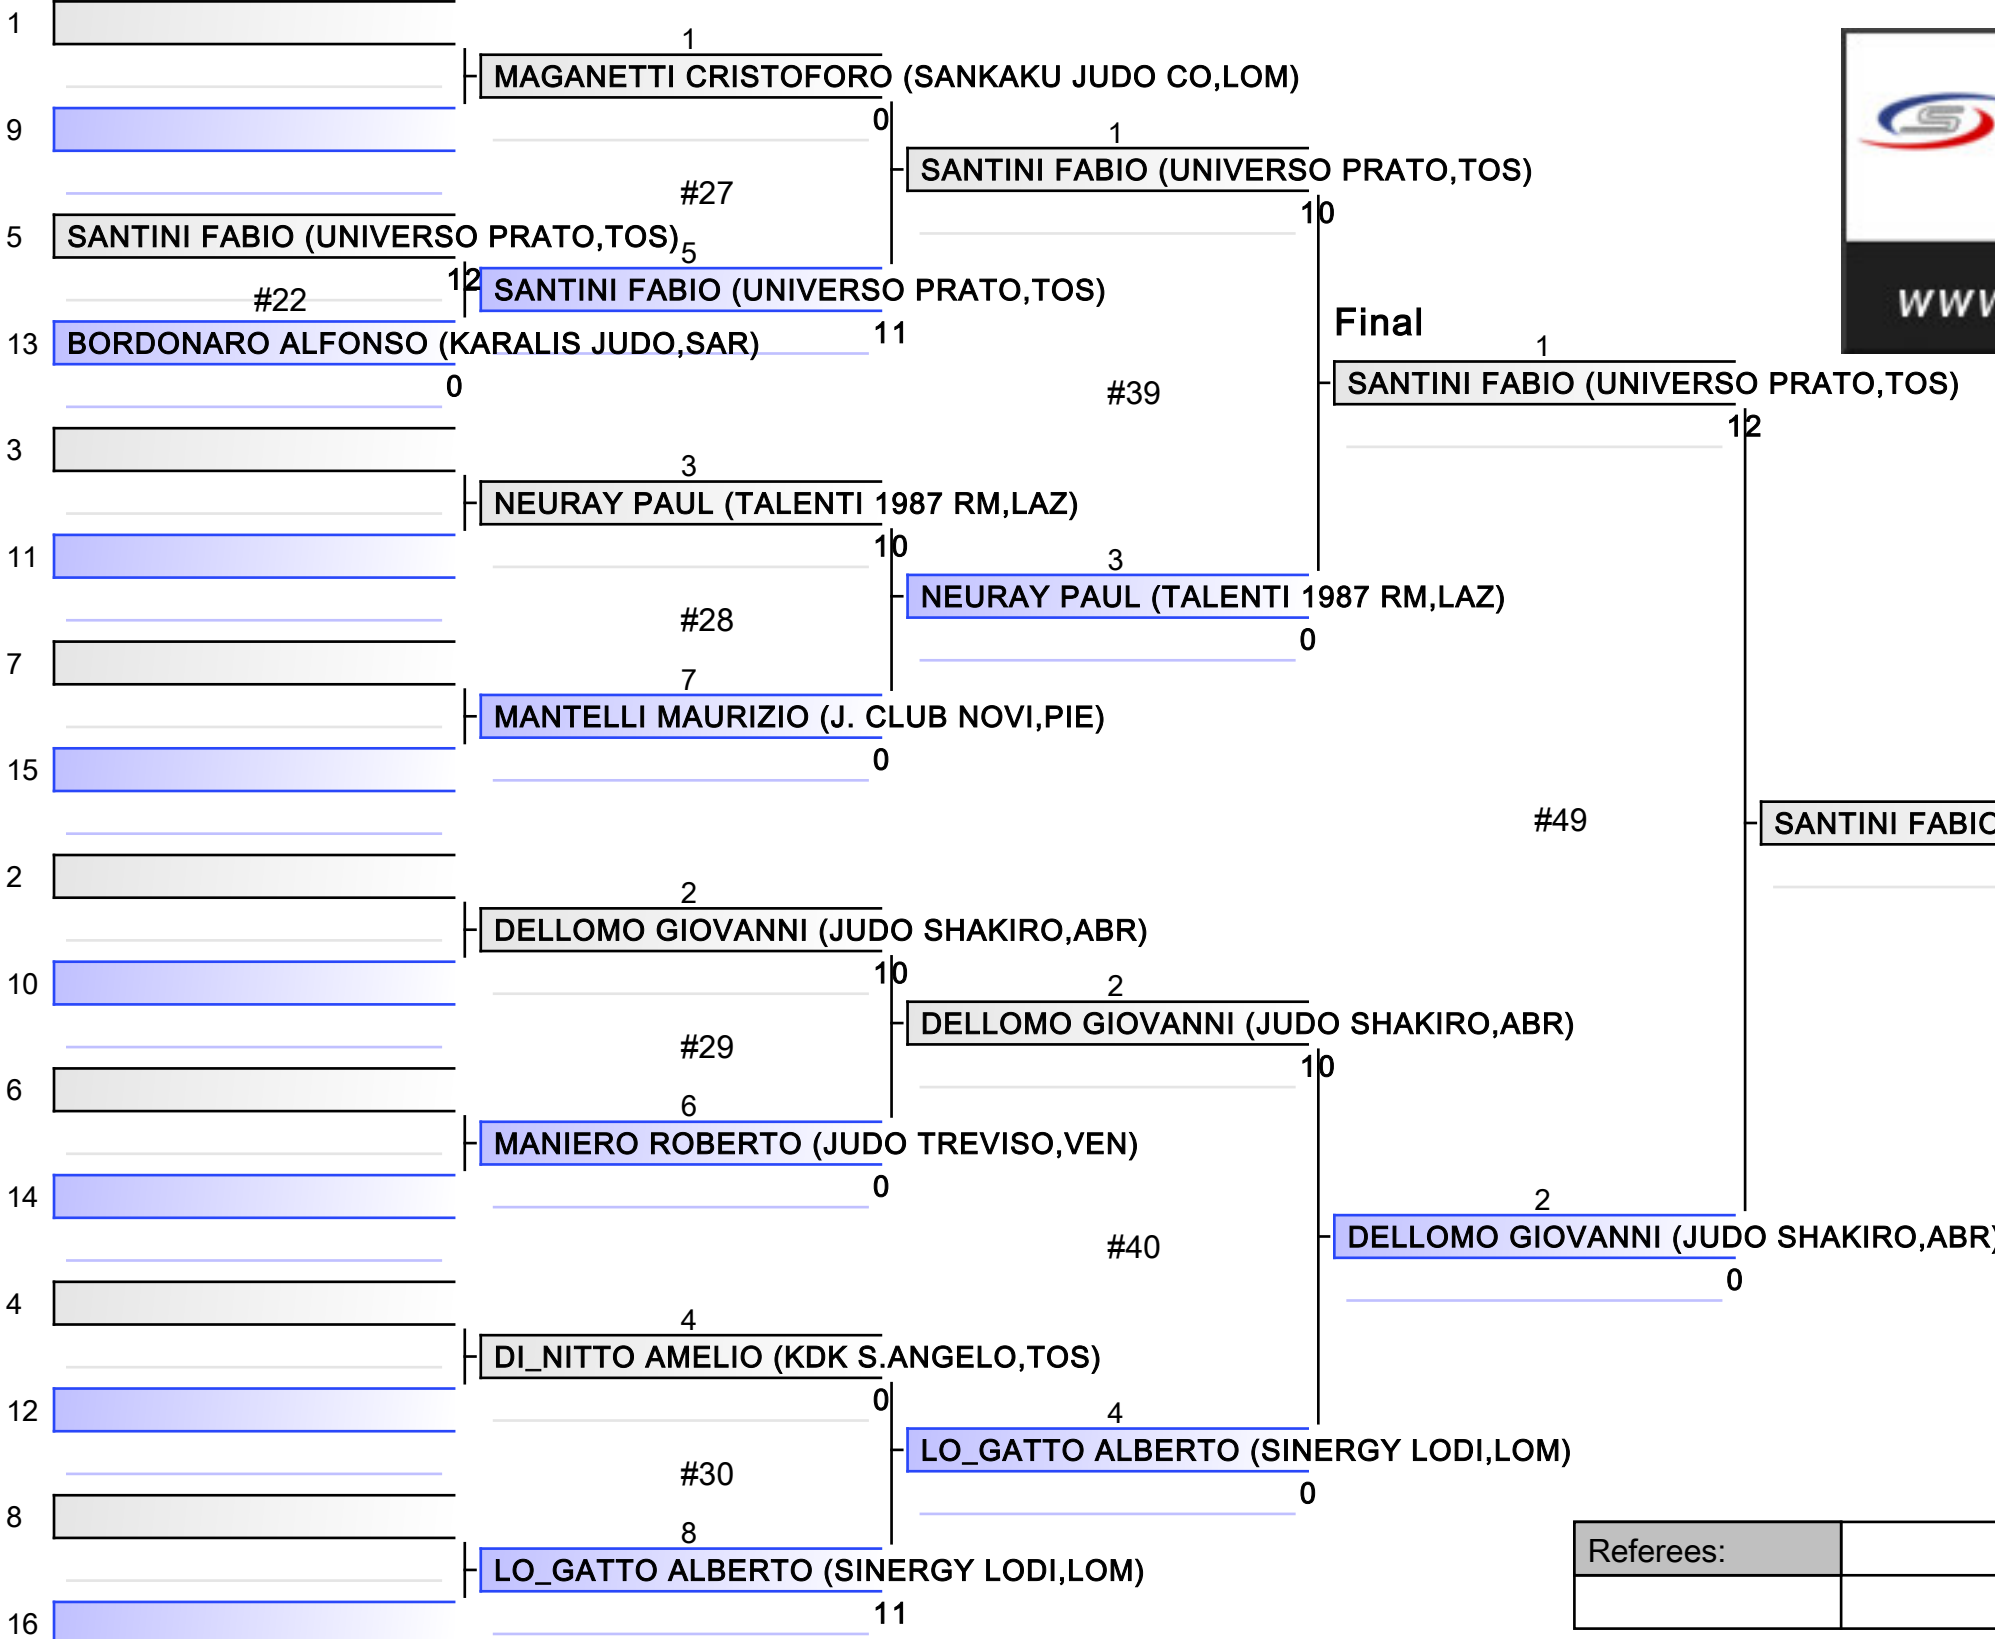 1
1
MAGANETTI CRISTOFORO (SANKAKU JUDO CO,LOM)
0
9
1
SANTINI FABIO (UNIVERSO PRATO,TOS)
10
#27
5
SANTINI FABIO (UNIVERSO PRATO,TOS)
12
5
SANTINI FABIO (UNIVERSO PRATO,TOS)
11
#22
13
BORDONARO ALFONSO (KARALIS JUDO,SAR)
0
Final
1
SANTINI FABIO (UNIVERSO PRATO,TOS)
12
#39
3
3
NEURAY PAUL (TALENTI 1987 RM,LAZ)
10
11
3
NEURAY PAUL (TALENTI 1987 RM,LAZ)
0
#28
7
7
MANTELLI MAURIZIO (J. CLUB NOVI,PIE)
0
15
#49
SANTINI FABIO
2
2
DELLOMO GIOVANNI (JUDO SHAKIRO,ABR)
10
10
2
DELLOMO GIOVANNI (JUDO SHAKIRO,ABR)
10
#29
6
6
MANIERO ROBERTO (JUDO TREVISO,VEN)
0
14
2
DELLOMO GIOVANNI (JUDO SHAKIRO,ABR)
0
#40
4
4
DI_NITTO AMELIO (KDK S.ANGELO,TOS)
0
12
4
LO_GATTO ALBERTO (SINERGY LODI,LOM)
0
#30
8
8
LO_GATTO ALBERTO (SINERGY LODI,LOM)
11
16
Referees:
S
www